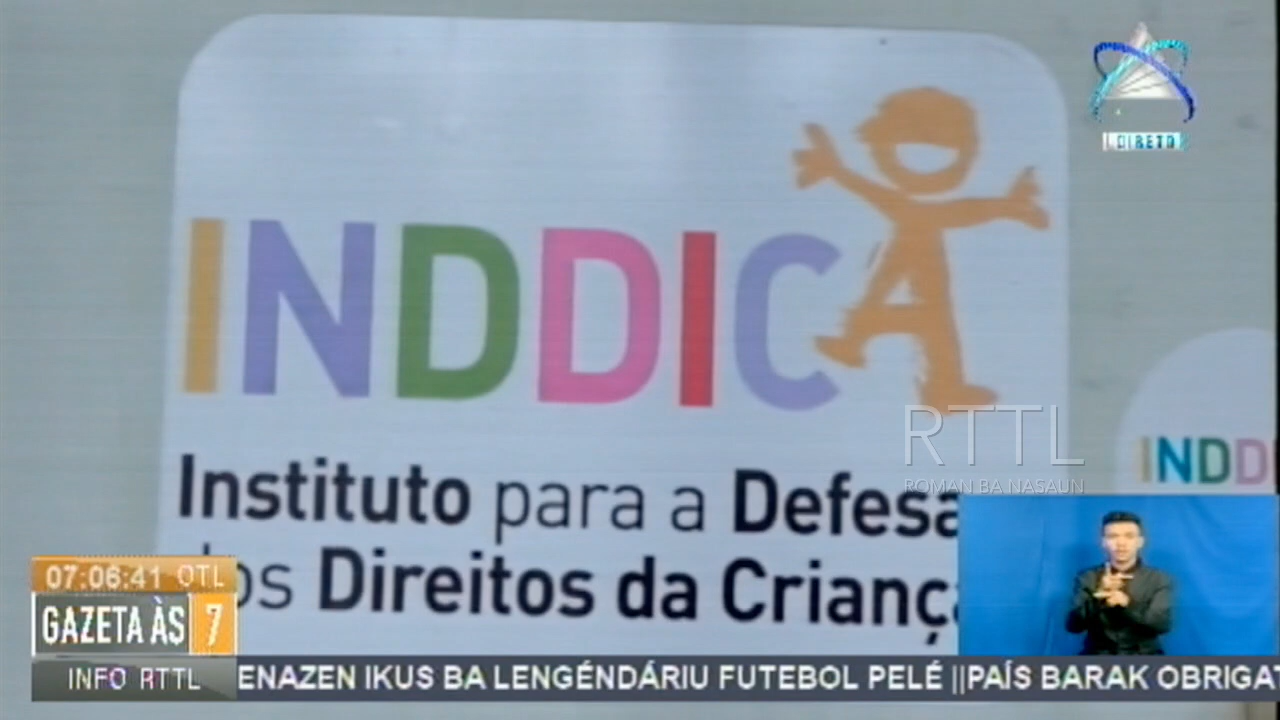 DIRETO
INDDICA
Instituto para a Defesa
dos Direitos da Criança
RTTL
ROMAN BA NASAUN
INDD
07:06:41 OTL
GAZETA ÀS 7
INFO RTTL
ENAZEN IKUS BA LENGÉNDÁRIU FUTEBOL PELÉ ||PAÍS BARAK OBRIGAT